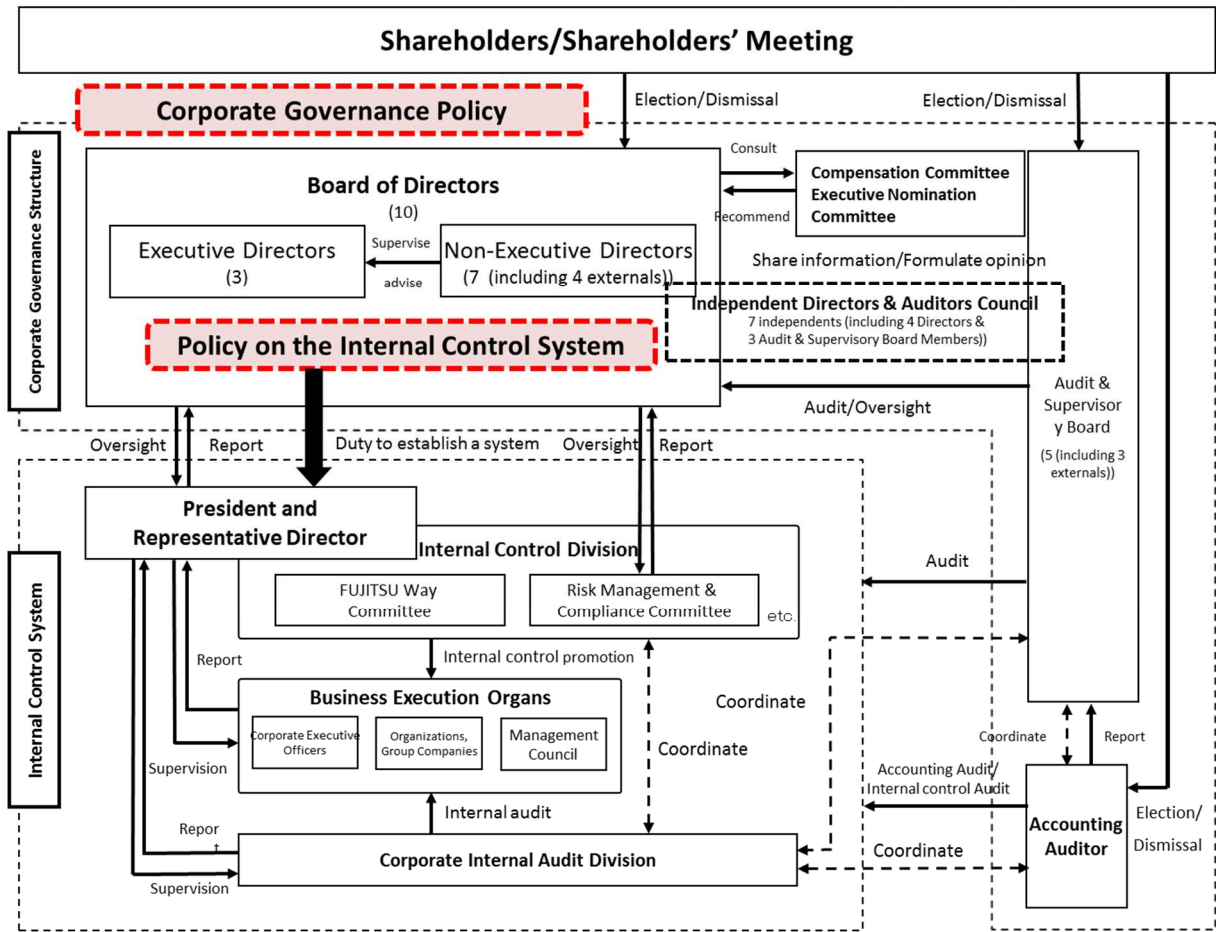 Shareholders/Shareholders' Meeting
Corporate Governance Policy
Election/Dismissal
Election/Dismissal
Corporate Governance Structure
Board of Directors
(10)
Consult
Recommend
Compensation Committee
Executive Nomination
Committee
Executive Directors
(3)
Supervise
advise
Non-Executive Directors
(7 (including 4 externals))
Share information/Formulate opinion
Independent Directors & Auditors Council
7 independents (including 4 Directors &
3 Audit & Supervisory Board Members))
Policy on the Internal Control System
Audit/Oversight
Audit &
Supervisor
y Board
(5 (including 3
externals))
Oversight
Report
Duty to establish a system
Oversight
Report
Internal Control System
President and
Representative Director
Internal Control Division
FUJITSU Way
Committee
Risk Management &
Compliance Committee
etc.
Audit
Report
Internal control promotion
Business Execution Organs
Corporate Executive
Officers
Organizations,
Group Companies
Management
Council
Supervision
Coordinate
Coordinate
Coordinate
Report
Internal audit
Accounting Audit/
Internal control Audit
Repor
t
Corporate Internal Audit Division
Supervision
Coordinate
Accounting
Auditor
Election/
Dismissal